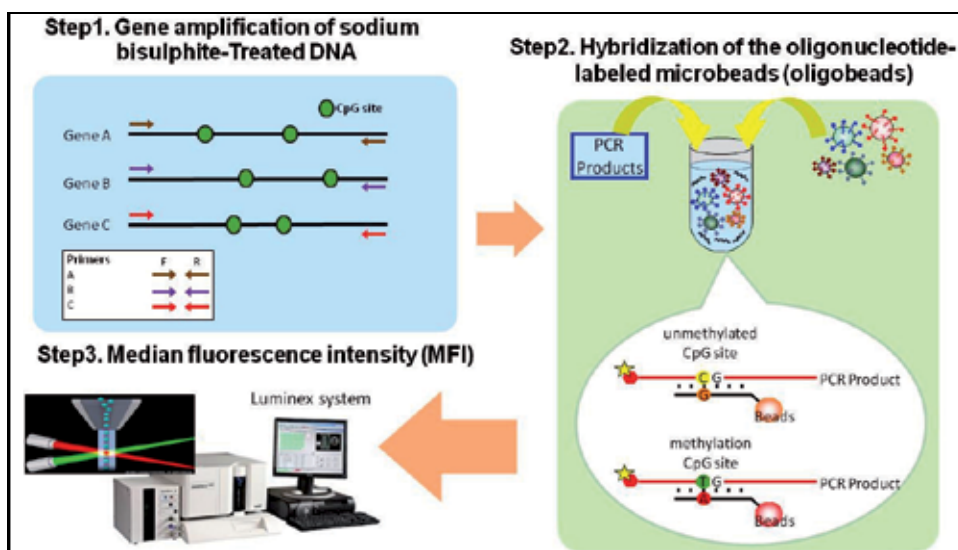 Step1. Gene amplification of sodium
bisulphite-Treated DNA
CpG site
Gene A
Gene B
Gene C
Primers F R
A
B
C
Step2. Hybridization of the oligonucleotide-
labeled microbeads (oligobeads)
PCR
Products
unmethylated
CpG site
C G
PCR Product
G
Beads
methylation
CpG site
T G
PCR Product
A
Beads
Step3. Median fluorescence intensity (MFI)
Luminex system